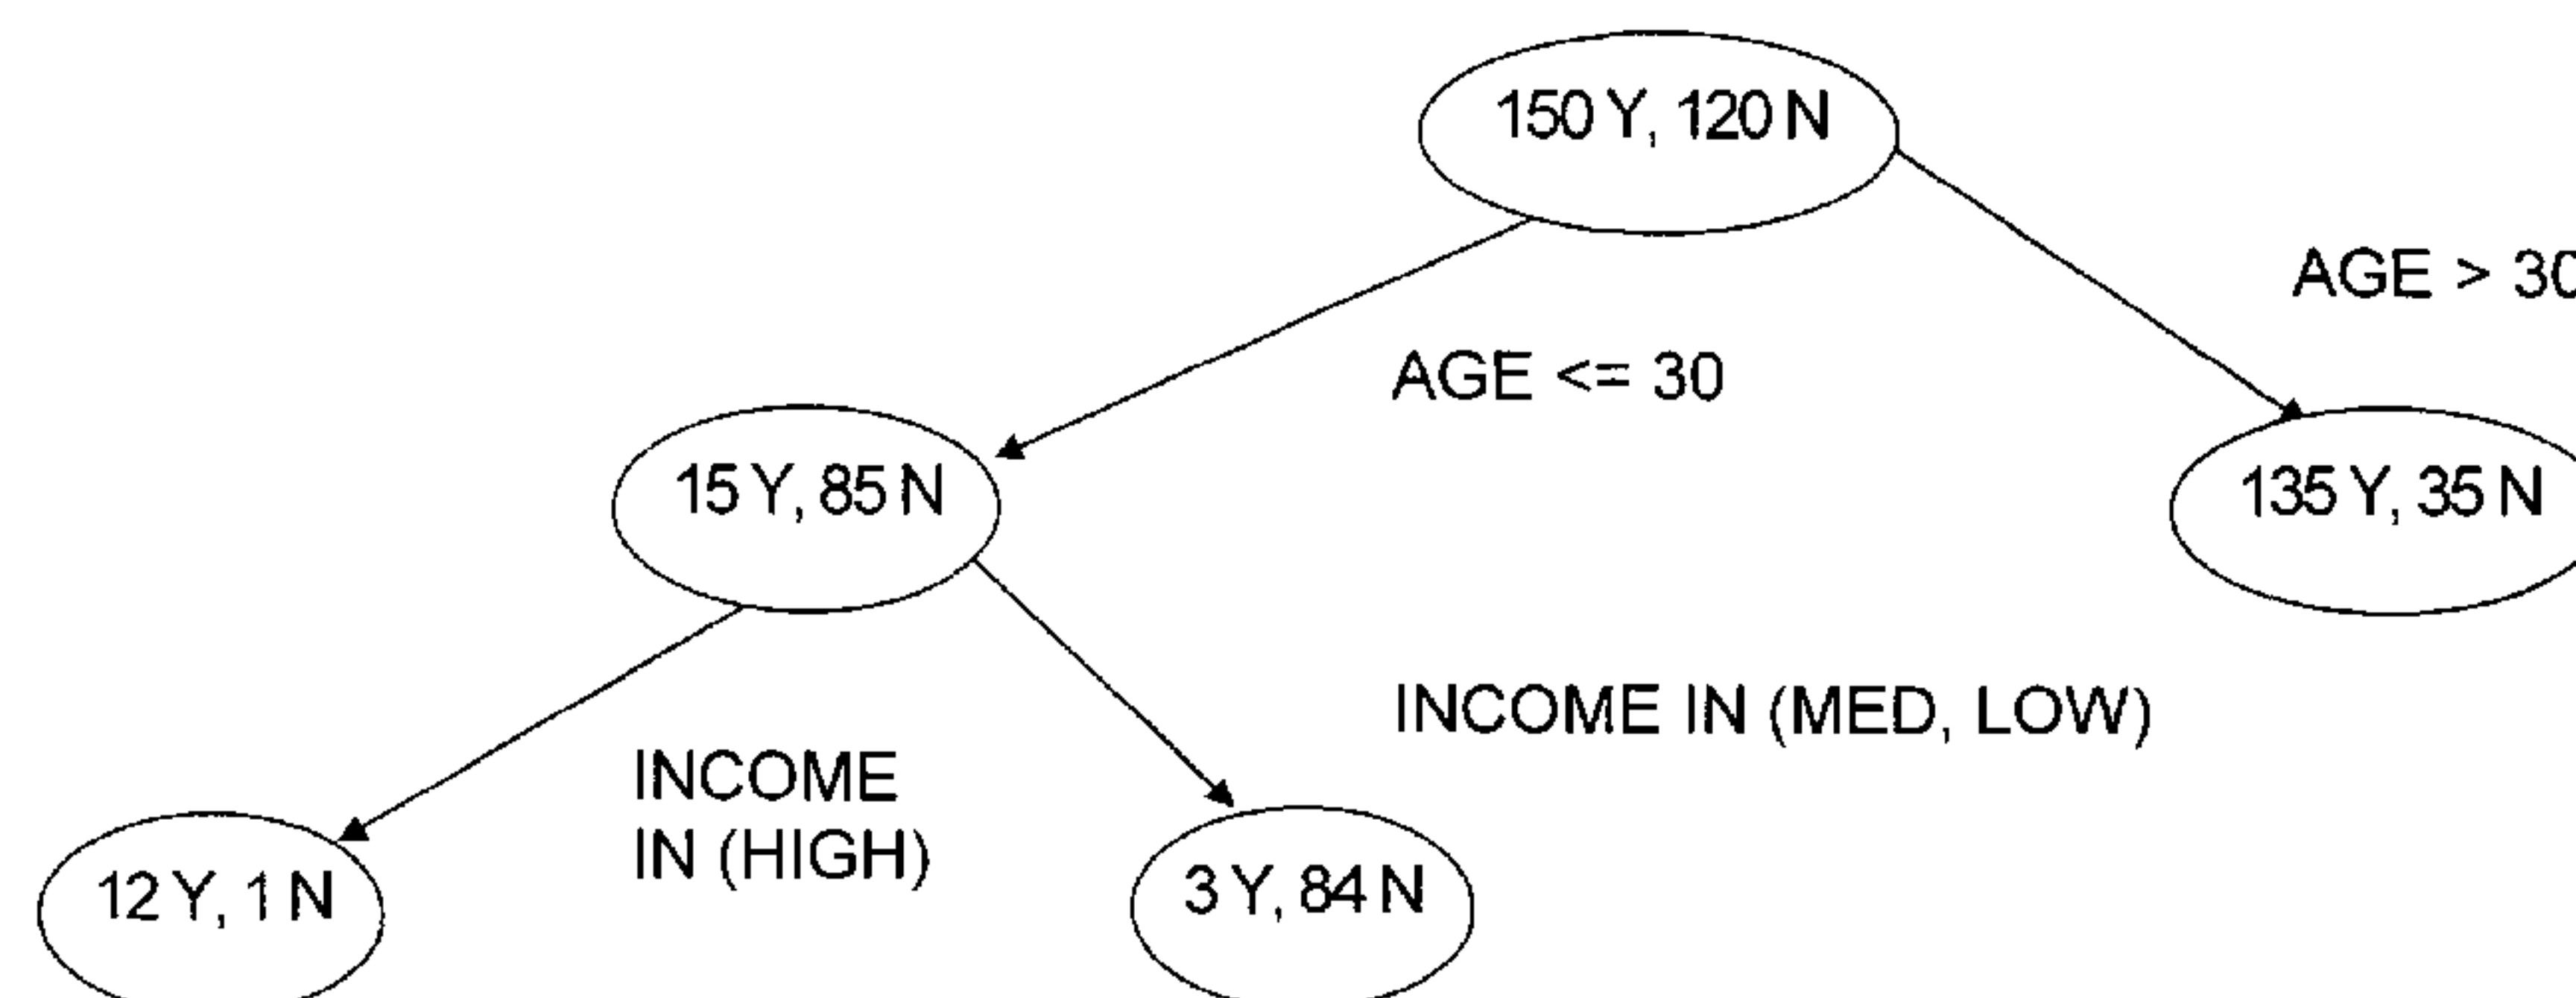 150 Y, 120 N
AGE > 30
AGE <= 30
15 Y, 85 N
135 Y, 35 N
INCOME IN (MED, LOW)
INCOME
IN (HIGH)
12 Y, 1 N
3 Y, 84 N